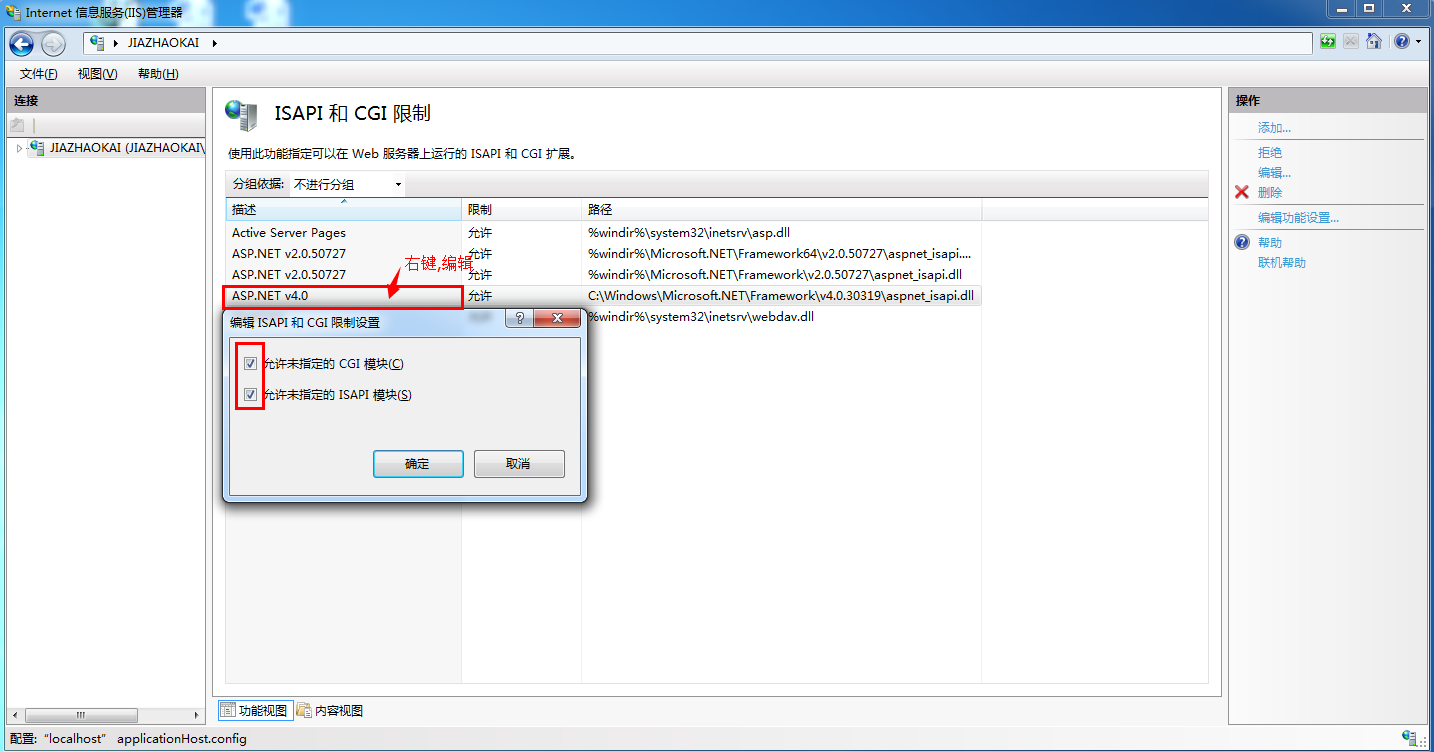 Internet 信息服务(IIS)管理器
JIAZHAOKAI
文件(F) 视图(V) 帮助(H)
连接
JIAZHAOKAI (JIAZHAOKAI\
ISAPI 和 CGI 限制
使用此功能指定可以在 Web 服务器上运行的 ISAPI 和 CGI 扩展。
分组依据: 不进行分组
描述 限制 路径
Active Server Pages 允许 %windir%\system32\inetsrv\asp.dll
ASP.NET v2.0.50727 允许 %windir%\Microsoft.NET\Framework64\v2.0.50727\aspnet_isapi....
ASP.NET v2.0.50727 允许 %windir%\Microsoft.NET\Framework\v2.0.50727\aspnet_isapi.dll
右键,编辑
ASP.NET v4.0 允许 C:\Windows\Microsoft.NET\Framework\v4.0.30319\aspnet_isapi.dll
%windir%\system32\inetsrv\webdav.dll
编辑 ISAPI 和 CGI 限制设置
允许未指定的 CGI 模块(C)
允许未指定的 ISAPI 模块(S)
确定 取消
操作
添加...
拒绝
编辑...
删除
编辑功能设置...
帮助
联机帮助
功能视图 内容视图
配置: "localhost" applicationHost.config